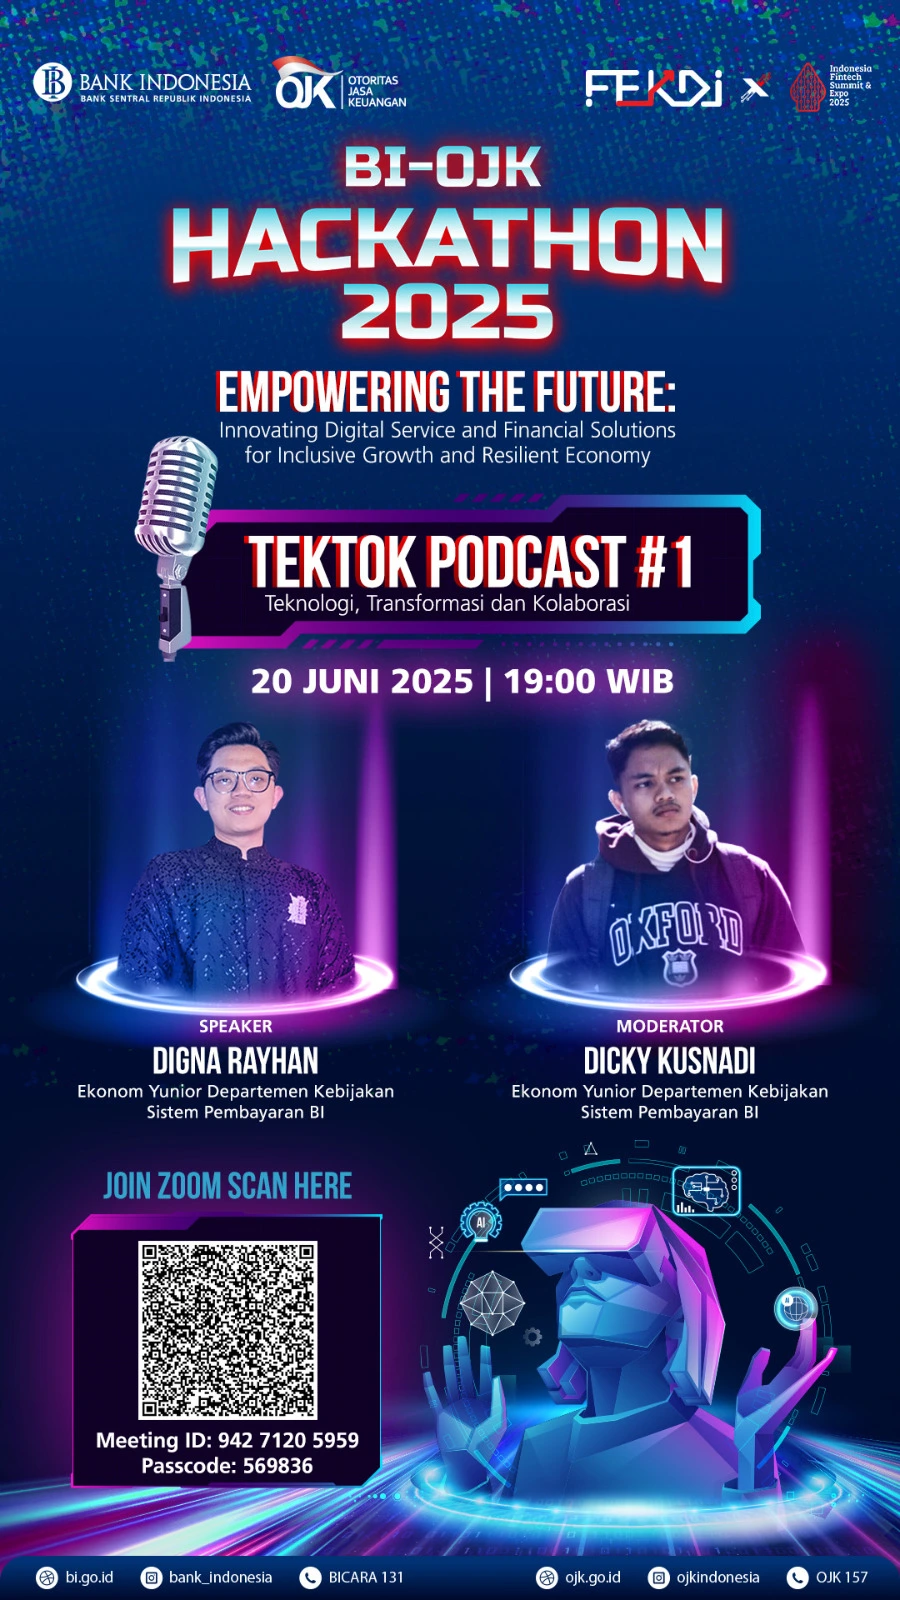 BANK INDONESIA
BANK SENTRAL REPUBLIK INDONESIA
OJK
OTORITAS
JASA
KEUANGAN
FEKDI
X
Indonesia
Fintech
Summit &
Expo
2025
BI-OJK
HACKATHON
2025
EMPOWERING THE FUTURE:
Innovating Digital Service and Financial Solutions
for Inclusive Growth and Resilient Economy
TEKTOK PODCAST #1
Teknologi, Transformasi dan Kolaborasi
20 JUNI 2025 | 19:00 WIB
OXFORD
SPEAKER
DIGNA RAYHAN
Ekonom Yunior Departemen Kebijakan
Sistem Pembayaran BI
MODERATOR
DICKY KUSNADI
Ekonom Yunior Departemen Kebijakan
Sistem Pembayaran BI
JOIN ZOOM SCAN HERE
Meeting ID: 942 7120 5959
Passcode: 569836
AI
AI
bi.go.id
bank_indonesia
BICARA 131
ojk.go.id
ojkindonesia
OJK 157